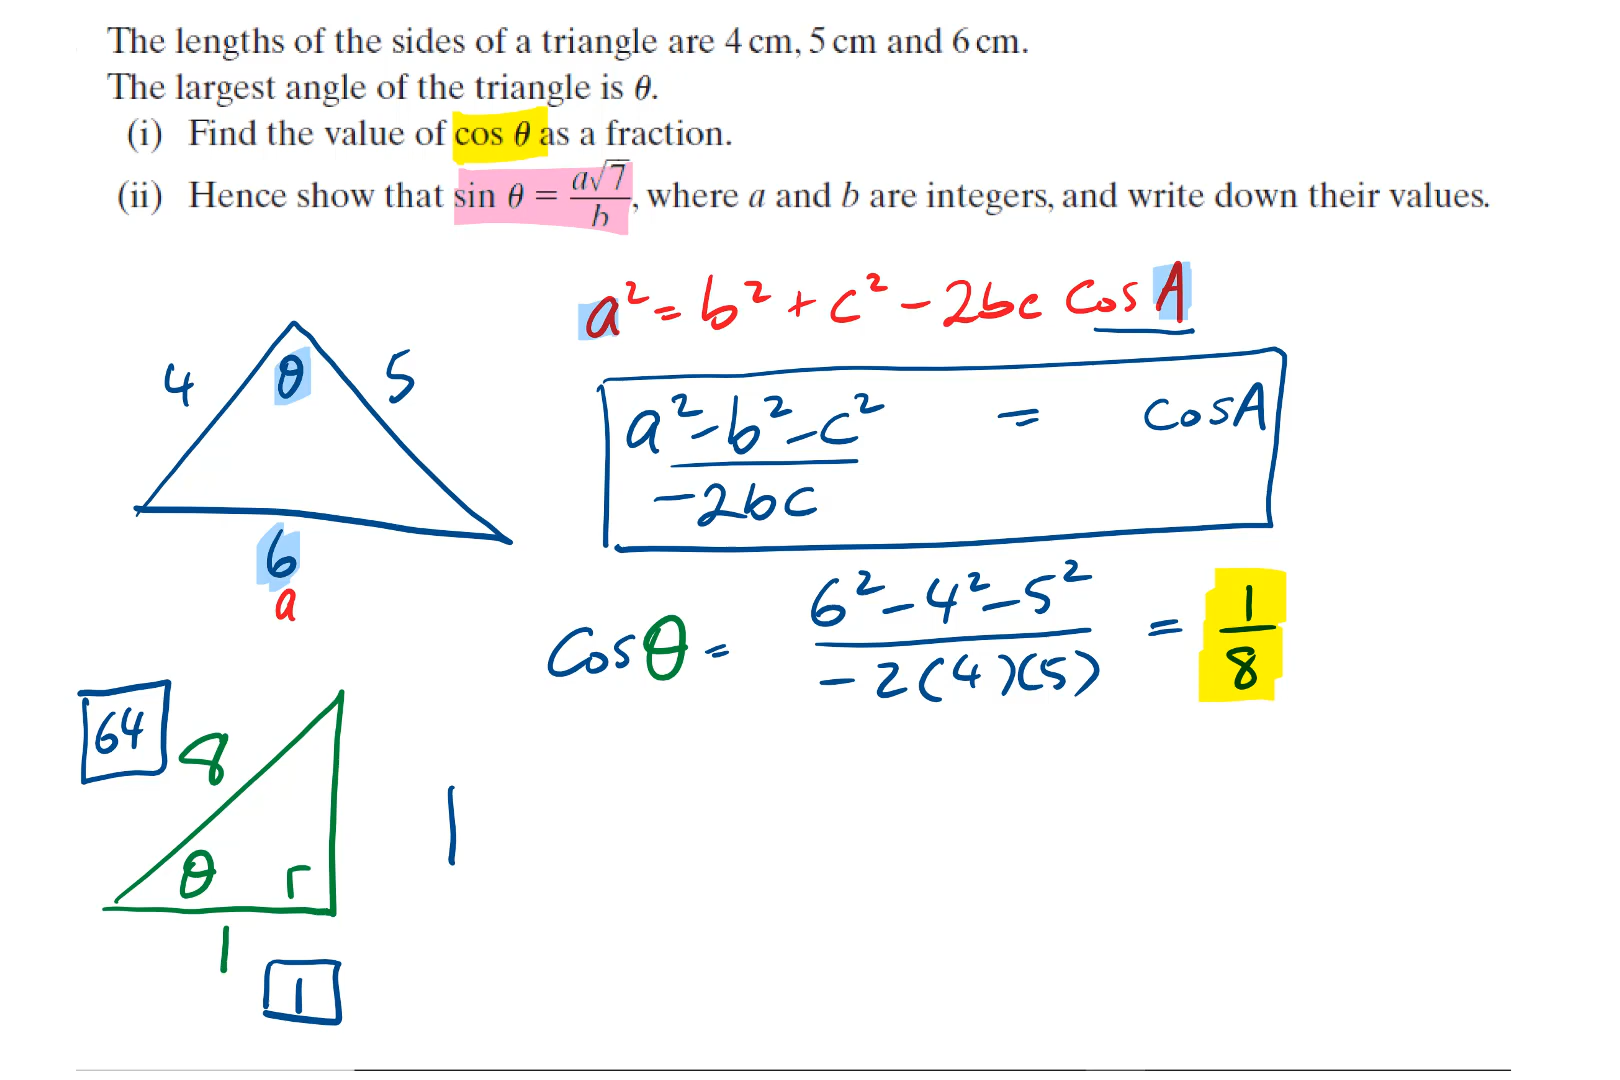 The lengths of the sides of a triangle are 4 cm, 5 cm and 6 cm.
The largest angle of the triangle is θ.
(i) Find the value of cos θ as a fraction.
(ii) Hence show that sin θ = a√7/b, where a and b are integers, and write down their values.
a² = b² + c² - 2bc cos A
4 θ 5
6
a
a² - b² - c² / -2bc = cos A
cos θ = 6² - 4² - 5² / -2(4)(5) = 1/8
64 8
θ
1
1